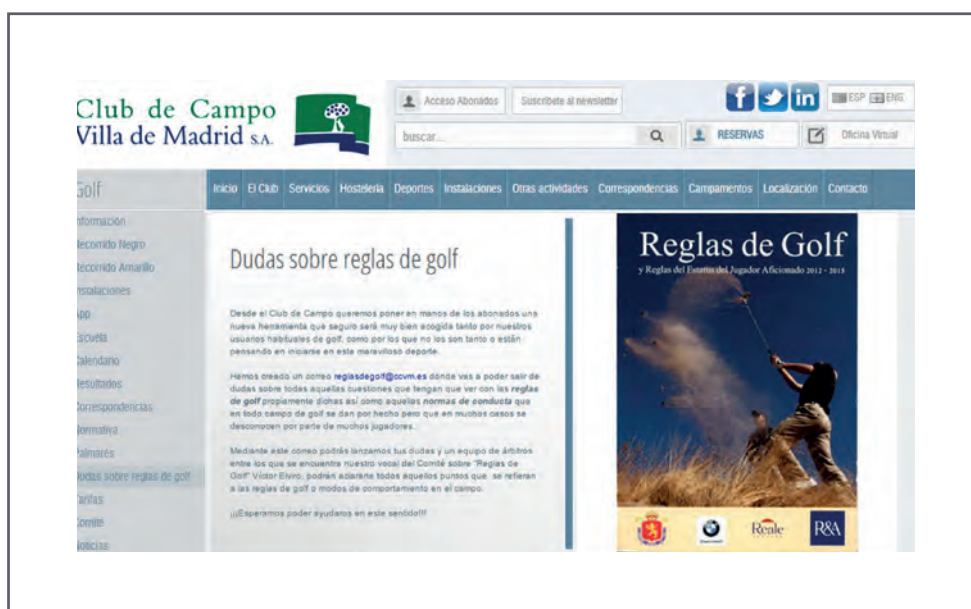 Club de Campo
Villa de Madrid S.A.
Acceso Abonados
Suscríbete al newsletter
ESP
ENG
buscar...
RESERVAS
Oficina Virtual
Golf
Inicio
El Club
Servicios
Hostelería
Deportes
Instalaciones
Otras actividades
Correspondencias
Campamentos
Localización
Contacto
Información
Recorrido Negro
Recorrido Amarillo
Instalaciones
App
Escuela
Calendario
Resultados
Correspondencias
Normativa
Palmarés
Dudas sobre reglas de golf
Tarifas
Comité
Noticias
Dudas sobre reglas de golf
Desde el Club de Campo queremos poner en manos de los abonados una
nueva herramienta que seguro será muy bien acogida tanto por nuestros
usuarios habituales de golf, como por los que no los son tanto o están
pensando en iniciarse en este maravilloso deporte.
Hemos creado un correo reglasdegolf@ccvm.es donde vas a poder salir de
dudas sobre todas aquellas cuestiones que tengan que ver con las reglas
de golf propiamente dichas así como aquellas normas de conducta que
en todo campo de golf se dan por hecho pero que en muchos casos se
desconocen por parte de muchos jugadores.
Mediante este correo podrás lanzarnos tus dudas y un equipo de árbitros
entre los que se encuentra nuestro vocal del Comité sobre "Reglas de
Golf" Víctor Elviro, podrán aclararte todos aquellos puntos que se refieran
a las reglas de golf o modos de comportamiento en el campo.
¡¡¡Esperamos poder ayudaros en este sentido!!!
Reglas de Golf
y Reglas del Estatus del Jugador Aficionado 2012 - 2015
Reale
R&A